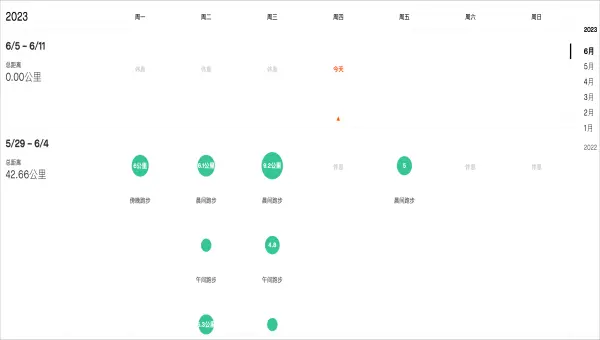 2023 周一 周二 周三 周四 周五 周六 周日
2023
6/5 – 6/11
6月
总距离
休息 休息 休息 今天
5月
0.00公里
4月
3月
2月
1月
5/29 – 6/4
2022
总距离
6公里 8.1公里 8.2公里 休息 5 休息 休息
42.66公里
傍晚跑步 晨间跑步 晨间跑步 晨间跑步
4.8
午间跑步 午间跑步
5.3公里